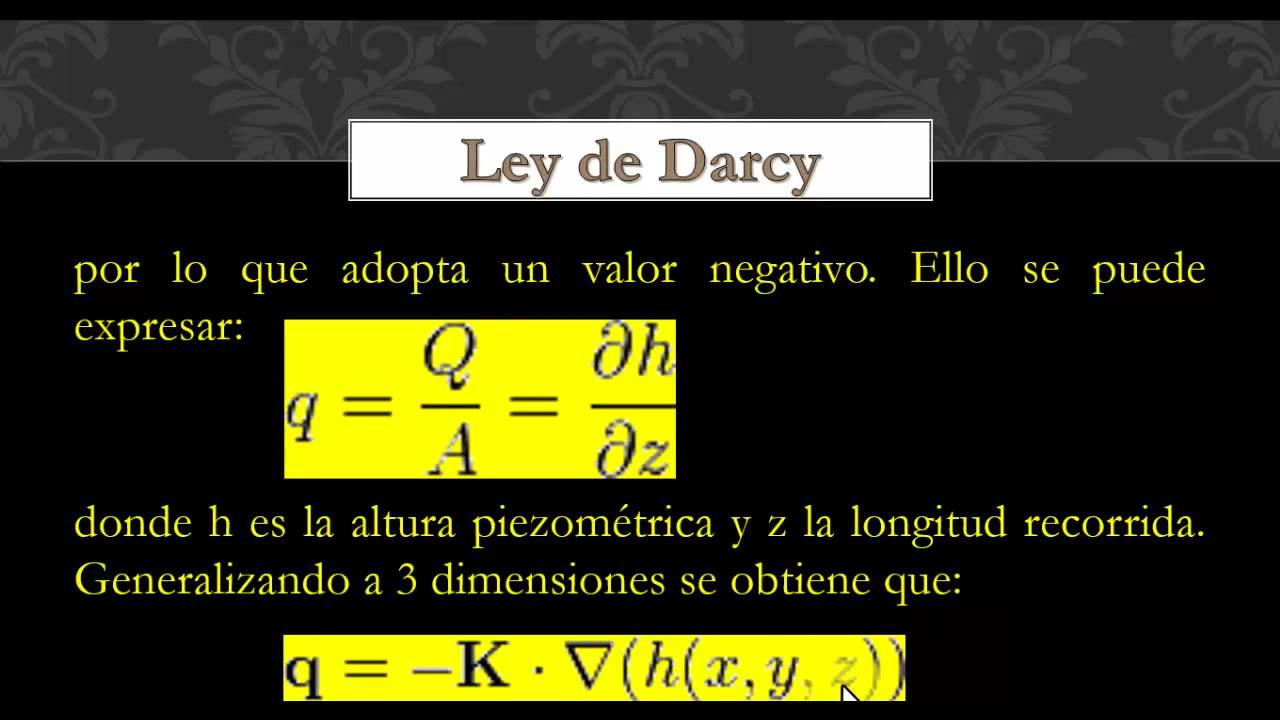 Ley de Darcy
por lo que adopta un valor negativo. Ello se puede
expresar:
q = Q/A = ∂h/∂z
donde h es la altura piezométrica y z la longitud recorrida.
Generalizando a 3 dimensiones se obtiene que:
q = −K · ∇(h(x, y, z))